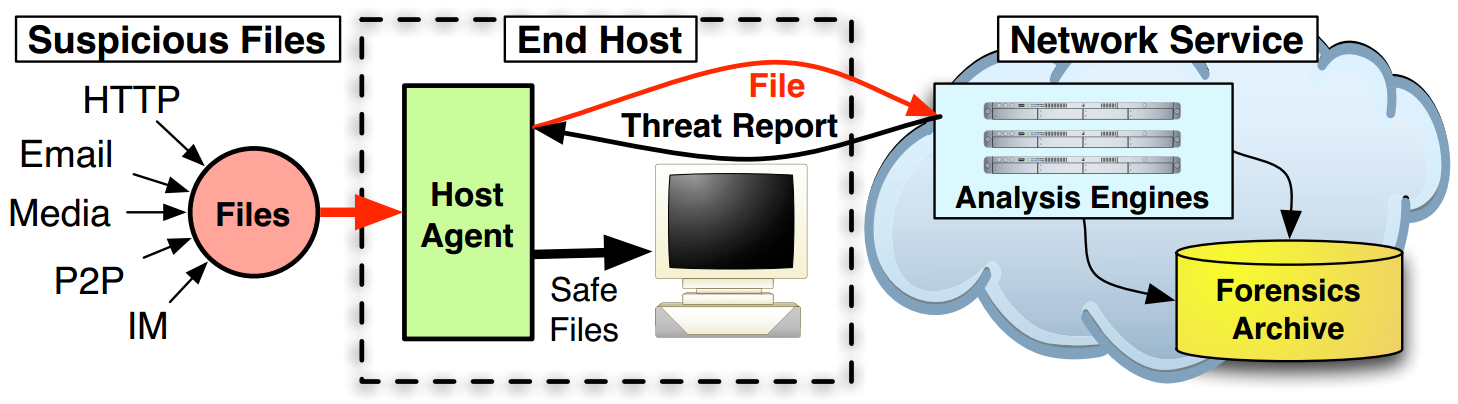 Suspicious Files
End Host
Network Service
HTTP
Email
Media
P2P
IM
Files
Host
Agent
File
Threat Report
Safe
Files
Analysis Engines
Forensics
Archive